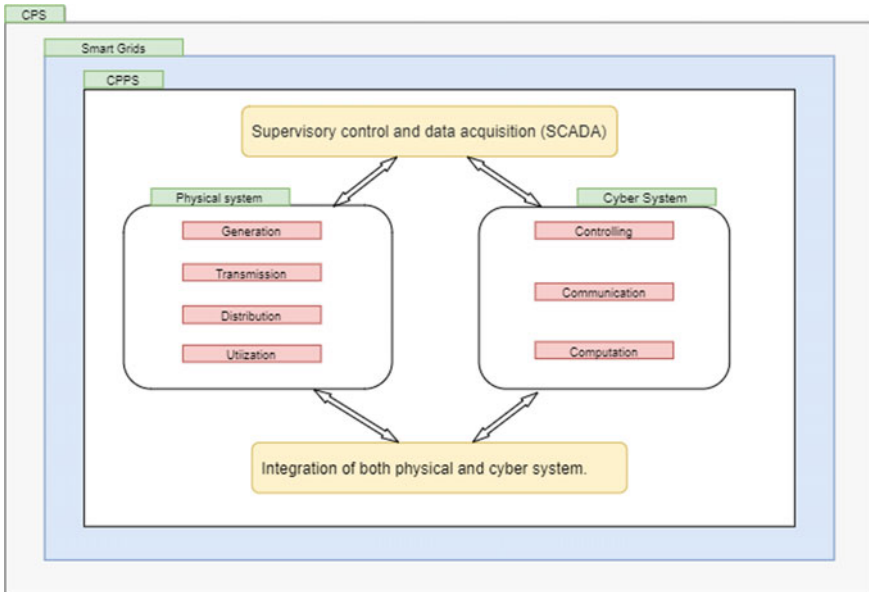 CPS
Smart Grids
CPPS
Supervisory control and data acquisition (SCADA)
Physical system
Generation
Transmission
Distribution
Utiization
Cyber System
Controlling
Communication
Computation
Integration of both physical and cyber system.